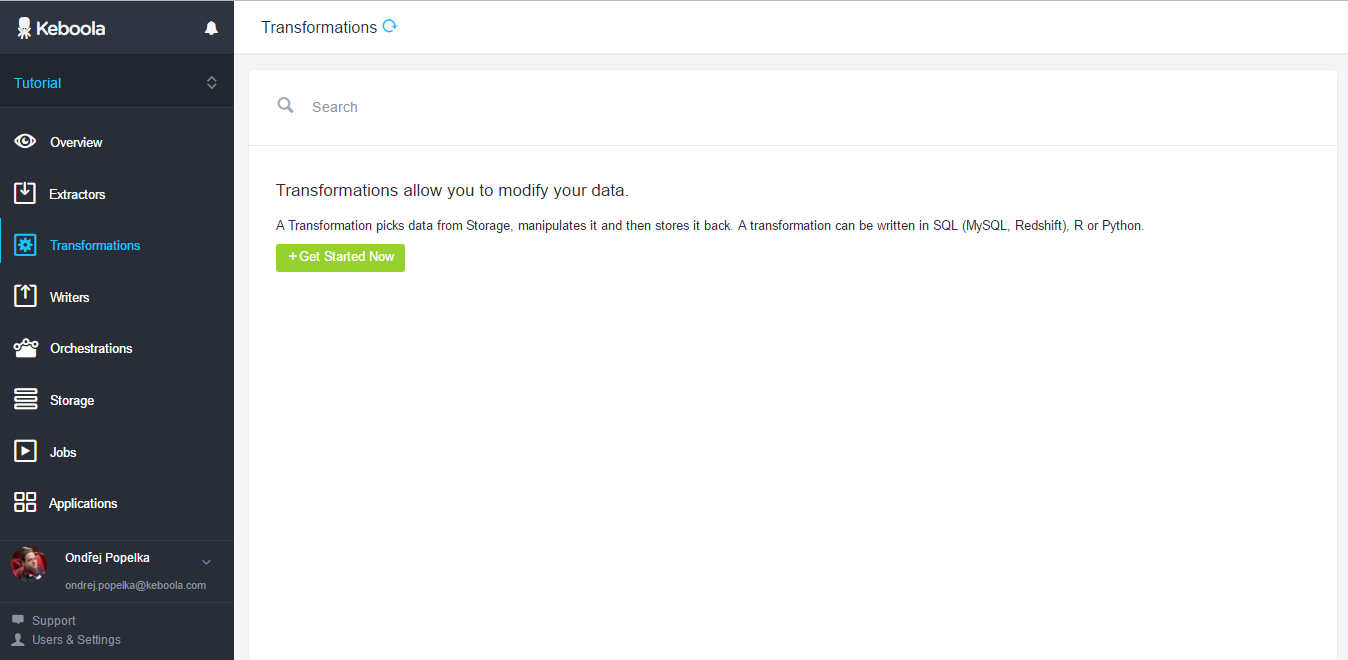 Keboola
Transformations
Tutorial
Search
Overview
Extractors
Transformations
Writers
Orchestrations
Storage
Jobs
Applications
Ondřej Popelka
ondrej.popelka@keboola.com
Support
Users & Settings
Transformations allow you to modify your data.
A Transformation picks data from Storage, manipulates it and then stores it back. A transformation can be written in SQL (MySQL, Redshift), R or Python.
+ Get Started Now